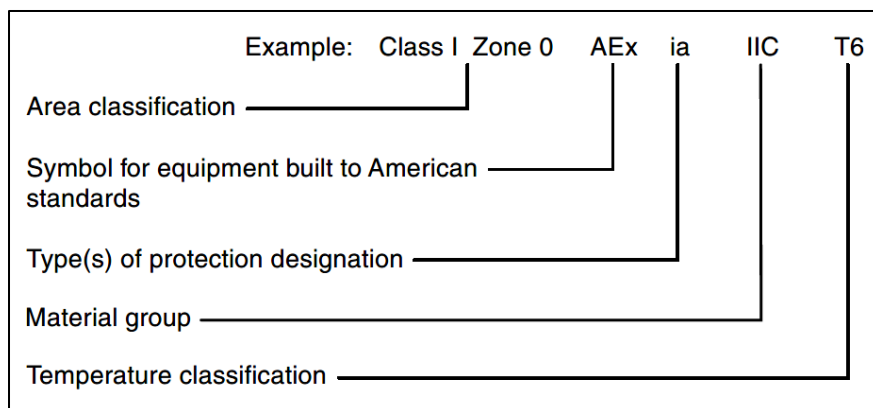 Example: Class I Zone 0 AEx ia IIC T6
Area classification
Symbol for equipment built to American
standards
Type(s) of protection designation
Material group
Temperature classification